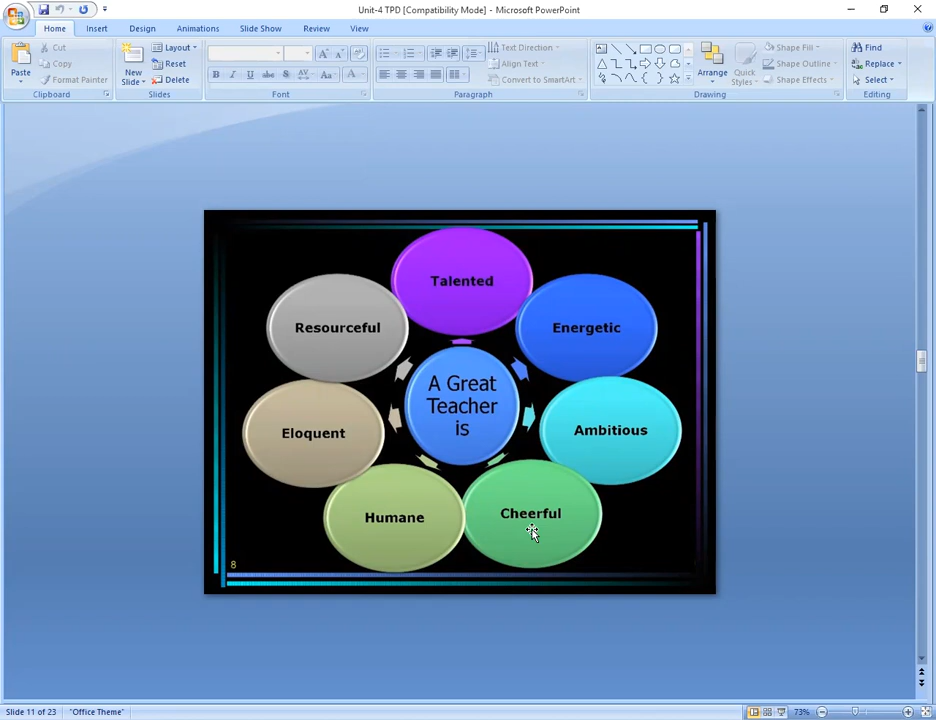 Unit-4 TPD [Compatibility Mode] - Microsoft PowerPoint
Home Insert Design Slide Show Animations Review View
Paste
Cut
Copy
Format Painter
Clipboard
New
Slide
Layout
Reset
Delete
Slides
B I U abc S AV Aa A
Font
Text Direction
Align Text
Convert to SmartArt
Paragraph
Arrange
Quick
Styles
Shape Fill
Shape Outline
Shape Effects
Drawing
Find
Replace
Select
Editing
Talented
Resourceful
Energetic
A Great
Teacher
is
Eloquent
Ambitious
Humane
Cheerful
8
Slide 11 of 23 "Office Theme" 73%